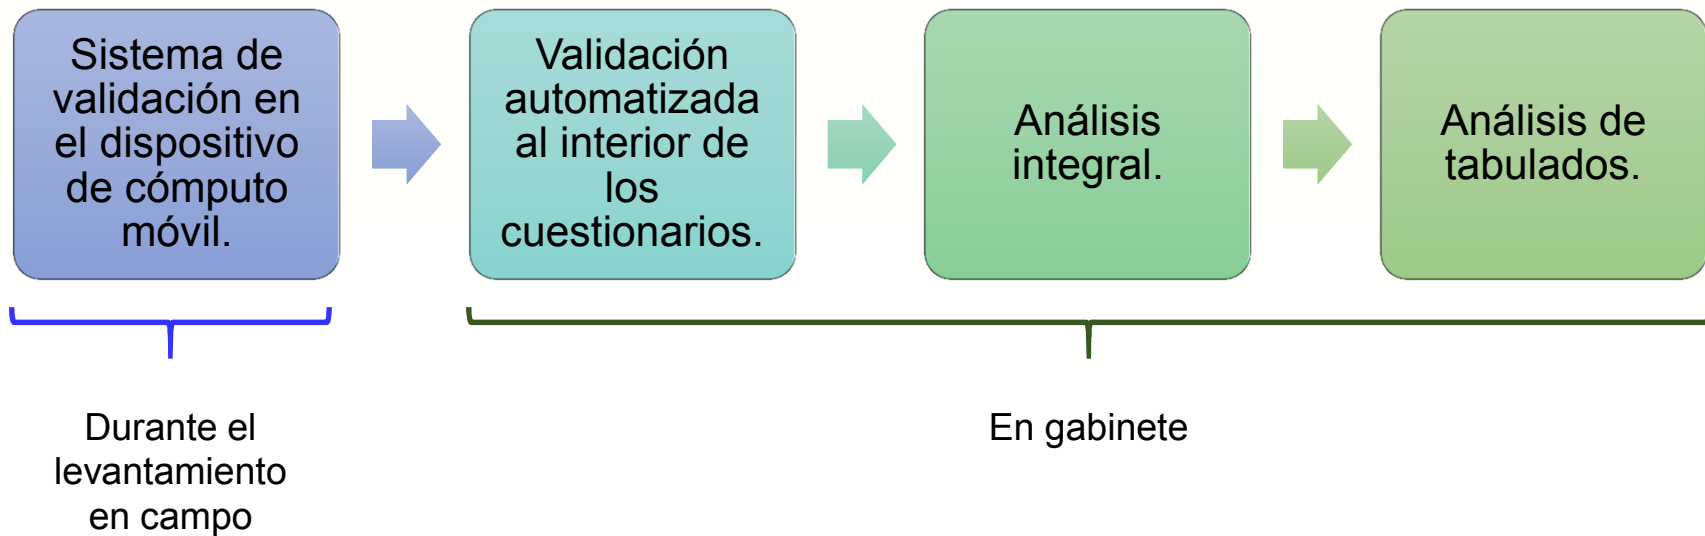 Sistema de
validación en
el dispositivo
de cómputo
móvil.
Validación
automatizada
al interior de
los
cuestionarios.
Análisis
integral.
Análisis de
tabulados.
Durante el
levantamiento
en campo
En gabinete